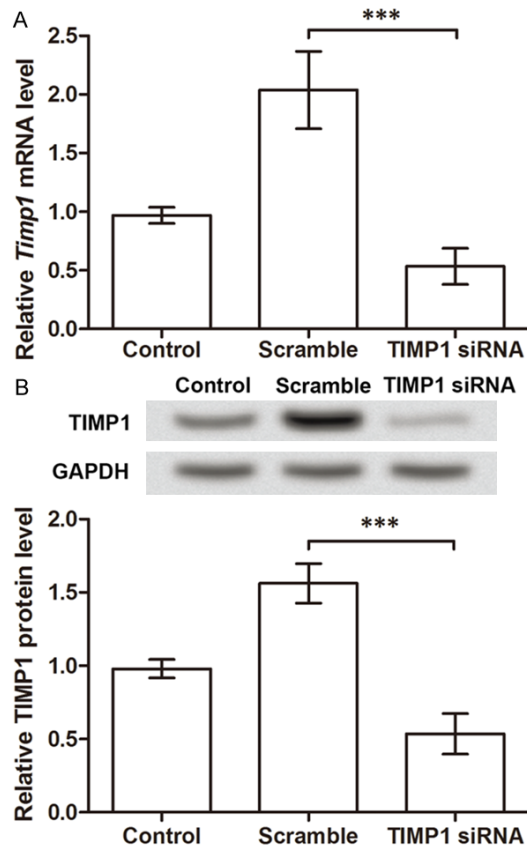 A
***
Relative Timp1 mRNA level
2.5
2.0
1.5
1.0
0.5
0.0
Control Scramble TIMP1 siRNA
B
Control Scramble TIMP1 siRNA
TIMP1
GAPDH
***
Relative TIMP1 protein level
2.0
1.5
1.0
0.5
0.0
Control Scramble TIMP1 siRNA